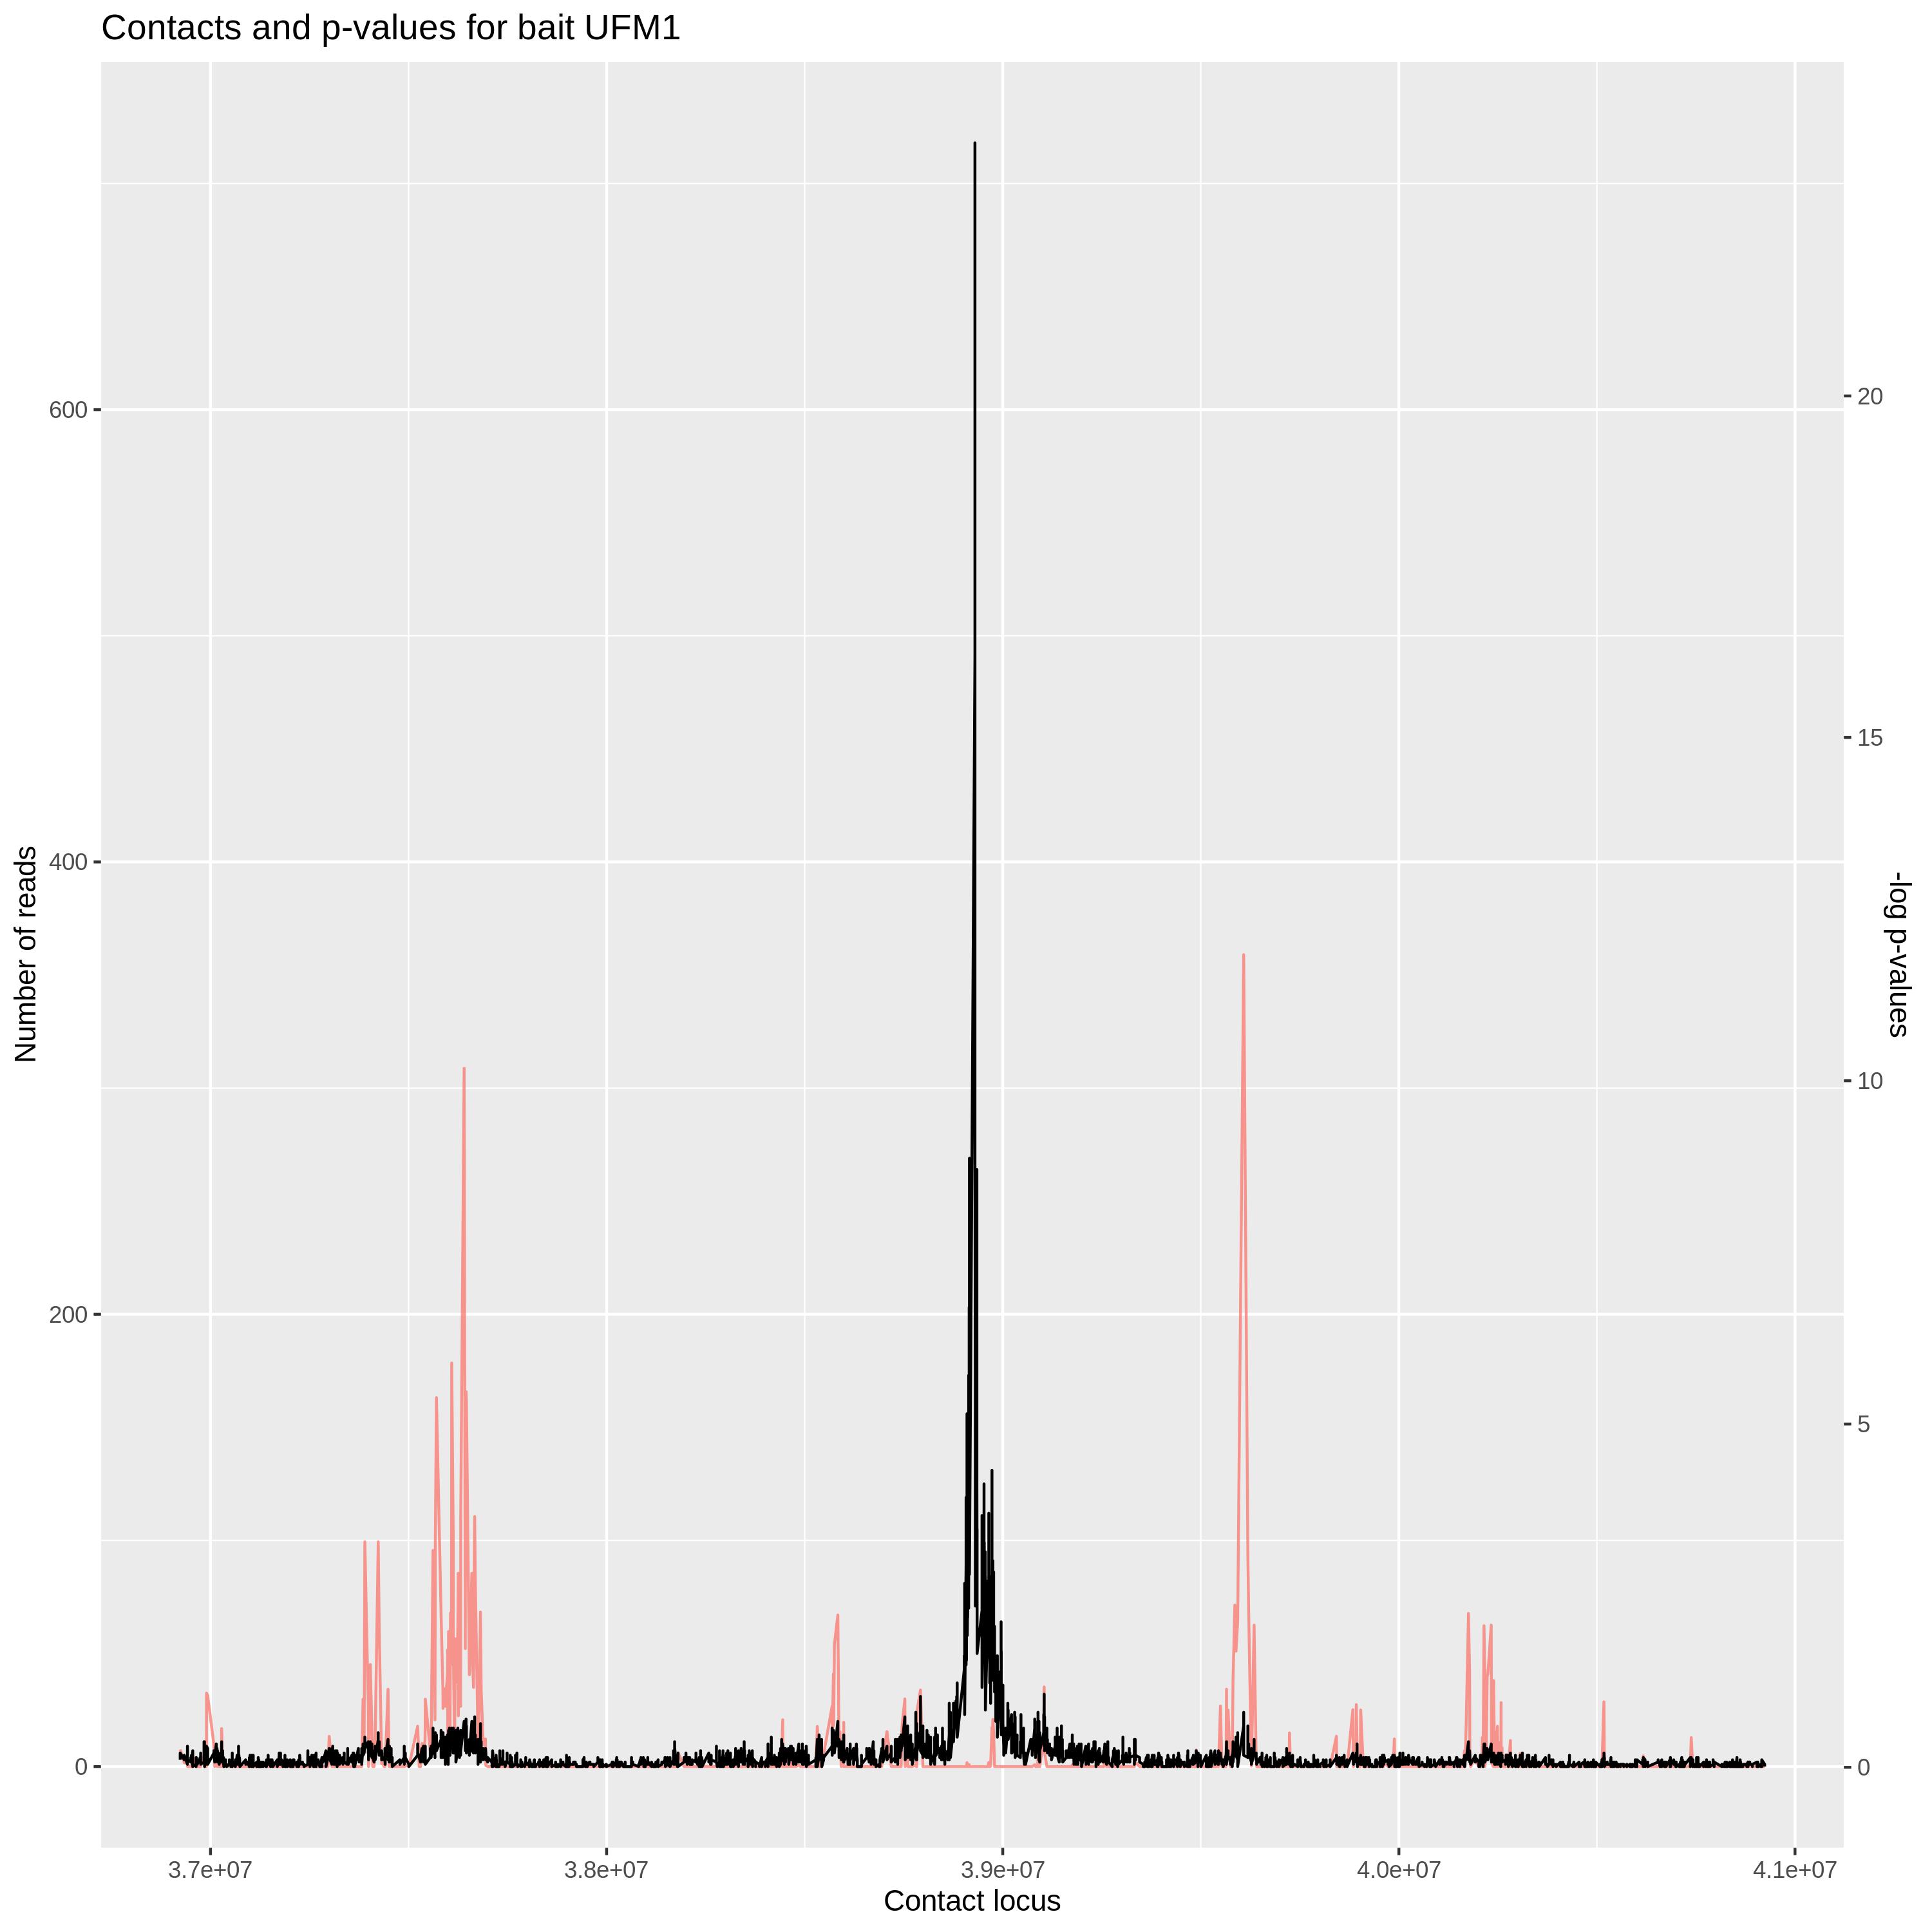 Contacts and p-values for bait UFM1
600
400
200
0
20
15
10
5
0
Number of reads
-log p-values
3.7e+07
3.8e+07
3.9e+07
4.0e+07
4.1e+07
Contact locus